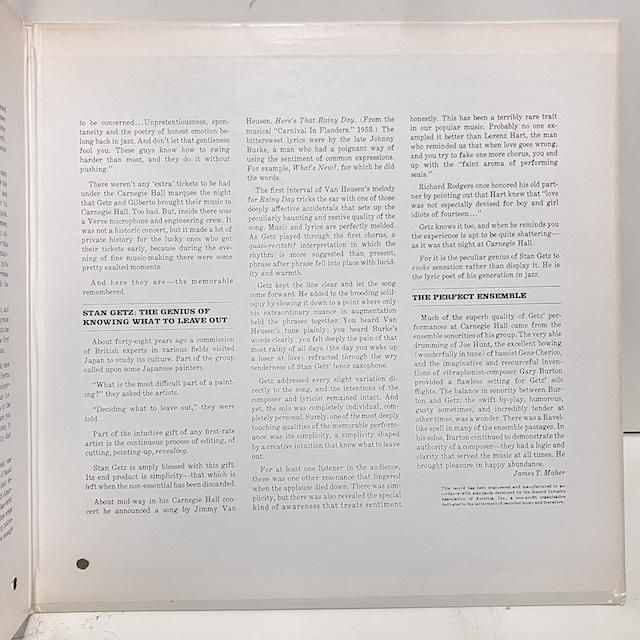 to be concerned... Unpretentiousness, spon-
taneity and the poetry of honest emotion be-
long back in jazz. And don't let that gentleness
fool you. These guys know how to swing
harder than most, and they do it without
pushing."
There weren't any 'extra' tickets to be had
under the Carnegie Hall marquee the night
that Getz and Gilberto brought their music to
Carnegie Hall. Too bad. But, inside there was
a Verve microphone and engineering crew. It
was not a historic concert, but it made a lot of
private history for the lucky ones who got
their tickets early, because during the even-
ing of fine music-making there were some
pretty exalted moments.
And here they are—the memorable
remembered.
STAN GETZ: THE GENIUS OF
KNOWING WHAT TO LEAVE OUT
About forty-eight years ago a commission
of British experts in various fields visited
Japan to study its culture. Part of the group
called upon some Japanese painters.
"What is the most difficult part of a paint-
ing?" they asked the artists.
"Deciding what to leave out," they were
told.
Part of the intuitive gift of any first-rate
artist is the continuous process of editing, of
cutting, pointing-up, revealing.
Stan Getz is amply blessed with this gift.
Its end product is simplicity—that which is
left when the non-essential has been discarded.
About mid-way in his Carnegie Hall con-
cert he announced a song by Jimmy Van
Heusen, Here's That Rainy Day. (From the
musical "Carnival In Flanders." 1953.) The
bittersweet lyrics were by the late Johnny
Burke, a man who had a poignant way of
using the sentiment of common expressions.
For example, What's New?, for which he did
the words.
The first interval of Van Heusen's melody
for Rainy Day tricks the ear with one of those
deeply affective accidentals that sets up the
peculiarly haunting and restive quality of the
song. Music and lyrics are perfectly melded.
As Getz played through the first chorus, a
quasi-recitatif interpretation in which the
rhythm is more suggested than present,
phrase after phrase fell into place with lucid-
ity and warmth.
Getz kept the line clear and let the song
come forward. He added to the brooding solil-
oquy by slowing it down to a point where only
his extraordinary nuance in augmentation
held the phrases together. You heard Van
Heusen's tune plainly; you heard Burke's
words clearly; you felt deeply the pain of that
most rainy of all days (the day you wake up
a loser at love) refracted through the wry
tenderness of Stan Getz' tenor saxophone.
Getz addressed every slight variation di-
rectly to the song, and the intentions of the
composer and lyricist remained intact. And
yet, the solo was completely individual, com-
pletely personal. Surely, one of the most deeply
touching qualities of the memorable perform-
ance was its simplicity, a simplicity shaped
by a creative intuition that knew what to leave
out.
For at least one listener in the audience,
there was one other resonance that lingered
when the applause died down. There was sim-
plicity, but there was also revealed the special
kind of awareness that treats sentiment
honestly. This has been a terribly rare trait
in our popular music. Probably no one ex-
ampled it better than Lorenz Hart, the man
who reminded us that when love goes wrong,
and you try to fake one more chorus, you end
up with the "faint aroma of performing
seals."
Richard Rodgers once honored his old part-
ner by pointing out that Hart knew that "love
was not especially devised for boy and girl
idiots of fourteen..."
Getz knows it too, and when he reminds you
the experience is apt to be quite shattering—
as it was that night at Carnegie Hall.
For it is the peculiar genius of Stan Getz to
evoke sensation rather than display it. He is
the lyric poet of his generation in jazz.
THE PERFECT ENSEMBLE
Much of the superb quality of Getz' per-
formances at Carnegie Hall came from the
ensemble sonorities of his group. The very able
drumming of Joe Hunt, the excellent bowing
(wonderfully in tune) of bassist Gene Cherico,
and the imaginative and resourceful inven-
tions of vibraphonist-composer Gary Burton
provided a flawless setting for Getz' solo
flights. The balance in sonority between Bur-
ton and Getz, the swift by-play, humorous,
gusty sometimes, and incredibly tender at
other times, was a wonder. There was a Ravel-
like spell in many of the ensemble passages. In
his solos, Burton continued to demonstrate the
authority of a composer—they had a logic and
clarity that served the music at all times. He
brought pleasure in happy abundance.
James T. Maher
This record has been engineered and manufactured in ac-
cordance with standards developed by the Record Industry
Association of America, Inc., a non-profit organization
dedicated to the betterment of recorded music and literature.